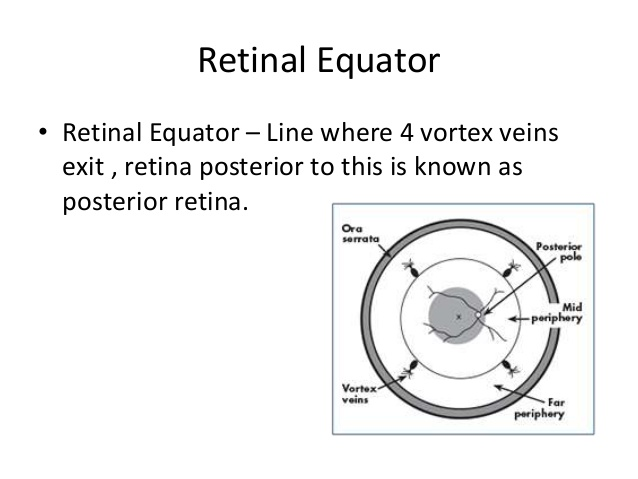 Retinal Equator
• Retinal Equator – Line where 4 vortex veins
exit , retina posterior to this is known as
posterior retina.
Ora
serrata
Posterior
pole
x
Mid
periphery
Vortex
veins
Far
periphery